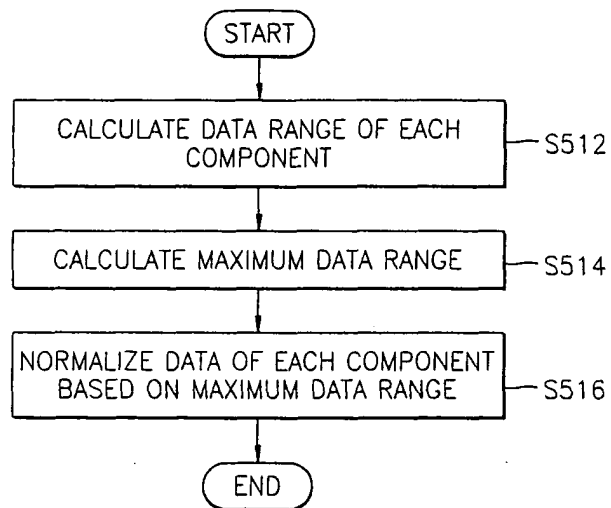 START
CALCULATE DATA RANGE OF EACH
COMPONENT
S512
CALCULATE MAXIMUM DATA RANGE
S514
NORMALIZE DATA OF EACH COMPONENT
BASED ON MAXIMUM DATA RANGE
S516
END